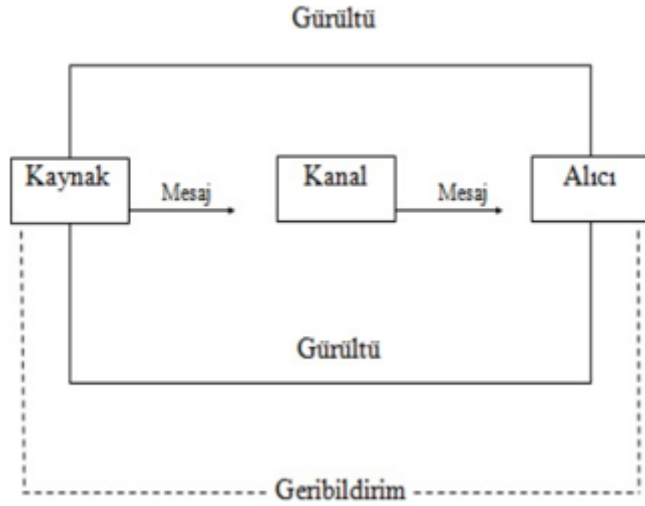 Gürültü
Kaynak
Mesaj
Kanal
Mesaj
Alıcı
Gürültü
Geribildirim